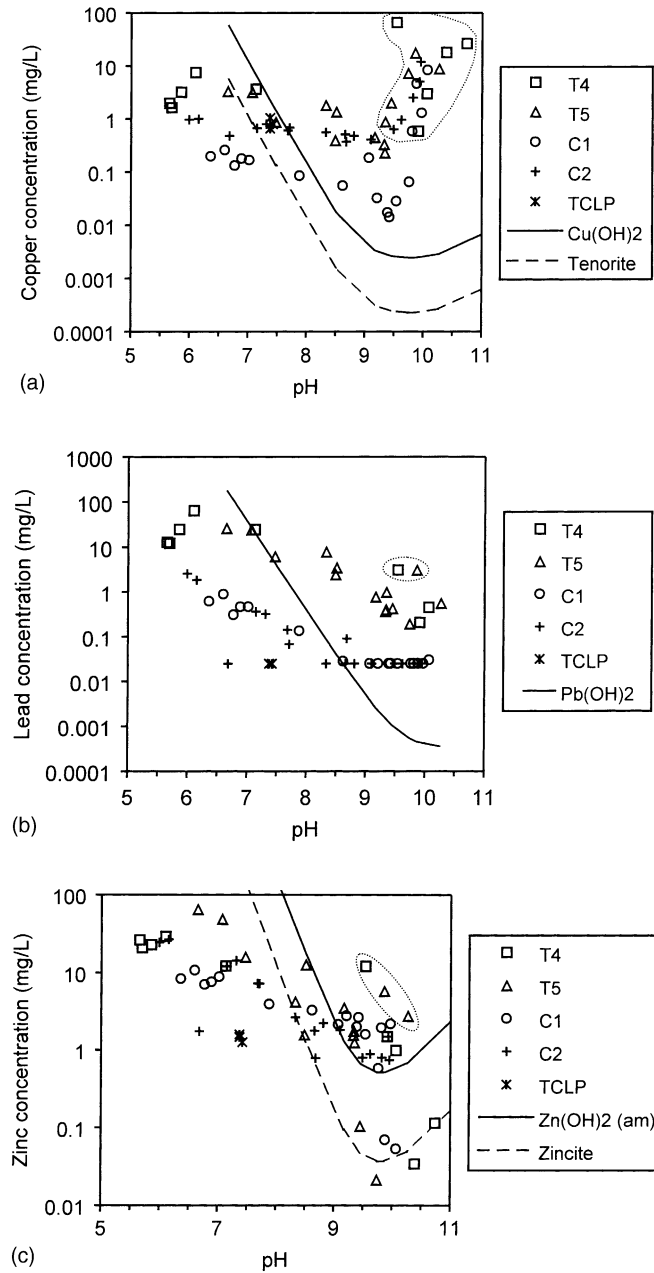 Copper concentration (mg/L)
100
10
1
0.1
0.01
0.001
0.0001
5 6 7 8 9 10 11
pH
(a)
T4
T5
C1
C2
TCLP
Cu(OH)2
Tenorite
Lead concentration (mg/L)
1000
100
10
1
0.1
0.01
0.001
0.0001
5 6 7 8 9 10 11
pH
(b)
T4
T5
C1
C2
TCLP
Pb(OH)2
Zinc concentration (mg/L)
100
10
1
0.1
0.01
5 7 9 11
pH
(c)
T4
T5
C1
C2
TCLP
Zn(OH)2 (am)
Zincite